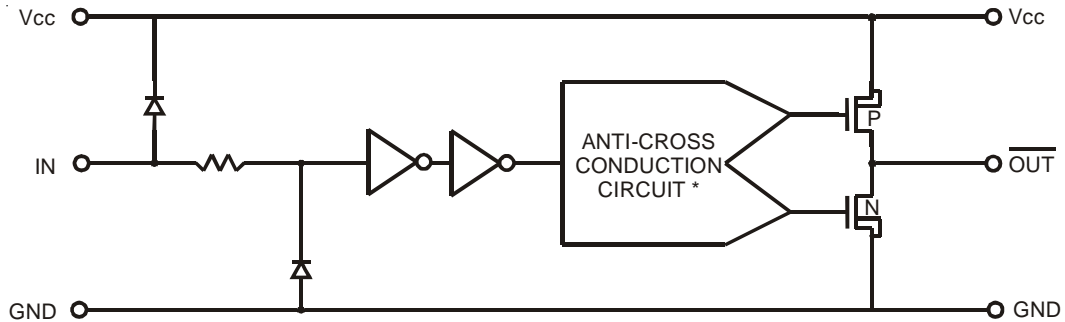 Vcc
Vcc
P
ANTI-CROSS
CONDUCTION
CIRCUIT *
IN
OUT
N
GND
GND